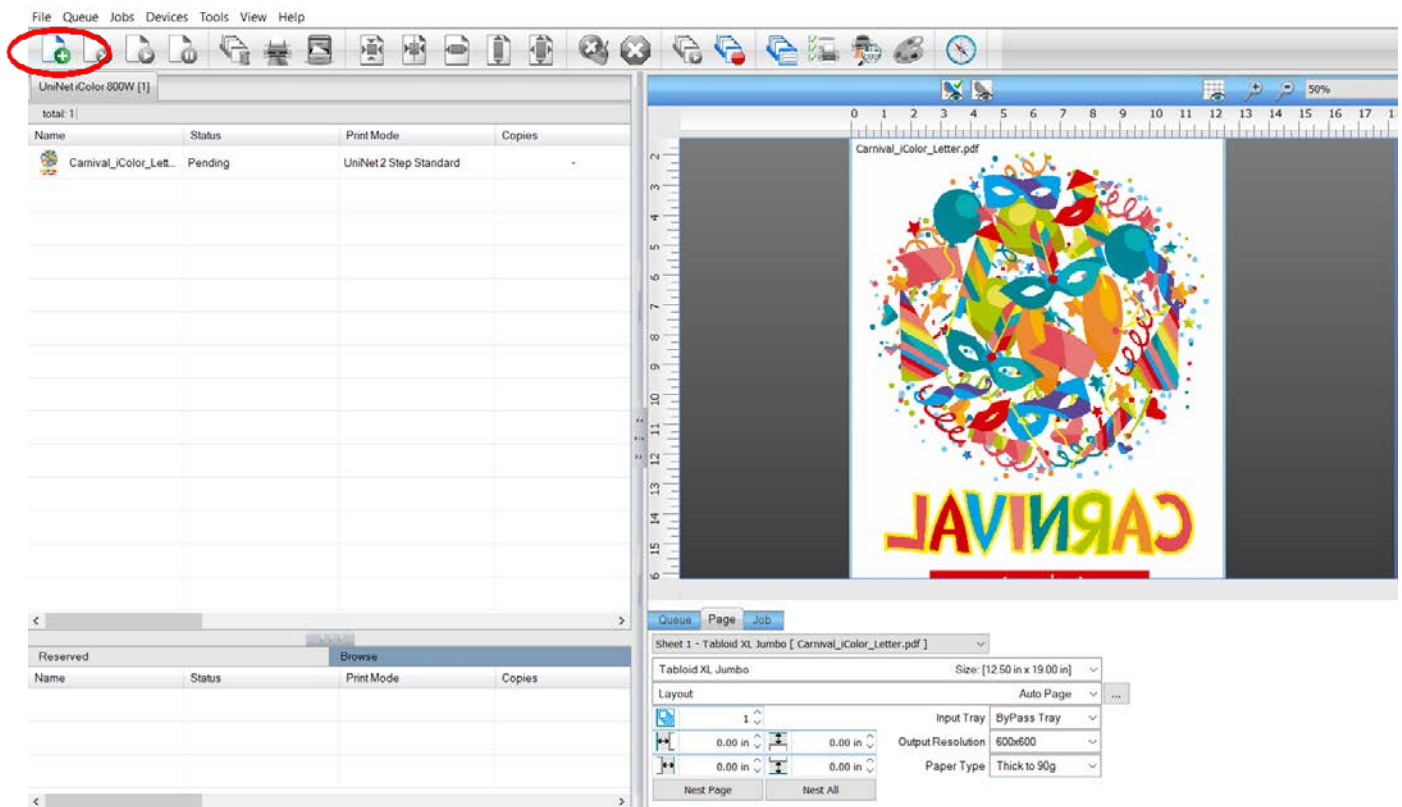 File Queue Jobs Devices Tools View Help
UniNet iColor 800W [1]
total: 1
Name Status Print Mode Copies
Carnival_iColor_Lett... Pending UniNet 2 Step Standard -
Reserved Browse
Name Status Print Mode Copies
50%
0 1 2 3 4 5 6 7 8 9 10 11 12 13 14 15 16 17
2
3
4
5
6
7
8
9
10
11
12
13
14
15
Carnival_iColor_Letter.pdf
CARNIVAL
Queue Page Job
Sheet 1 - Tabloid XL Jumbo [ Carnival_iColor_Letter.pdf ]
Tabloid XL Jumbo Size: [12.50 in x 19.00 in]
Layout Auto Page ...
1 Input Tray ByPass Tray
0.00 in 0.00 in Output Resolution 600x600
0.00 in 0.00 in Paper Type Thick to 90g
Nest Page Nest All